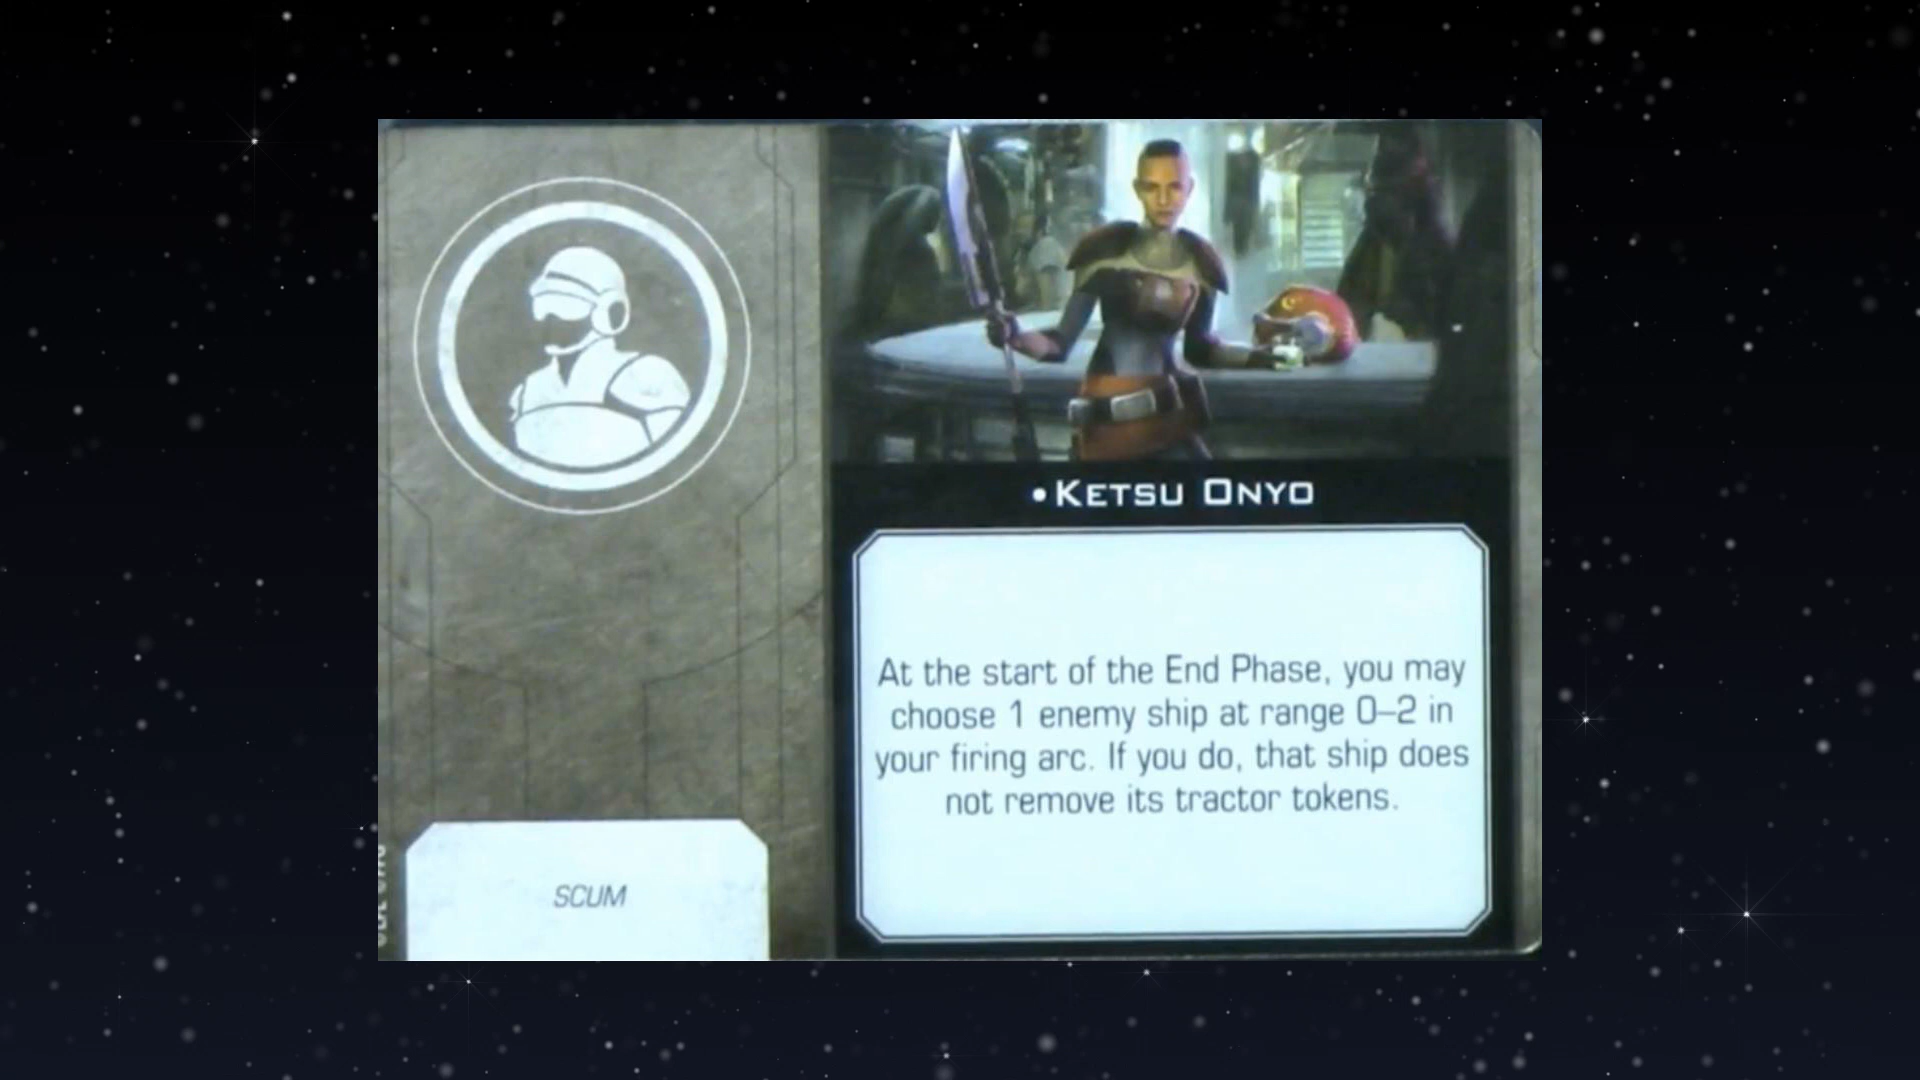 •Ketsu Onyo
At the start of the End Phase, you may
choose 1 enemy ship at range 0–2 in
your firing arc. If you do, that ship does
not remove its tractor tokens.
SCUM